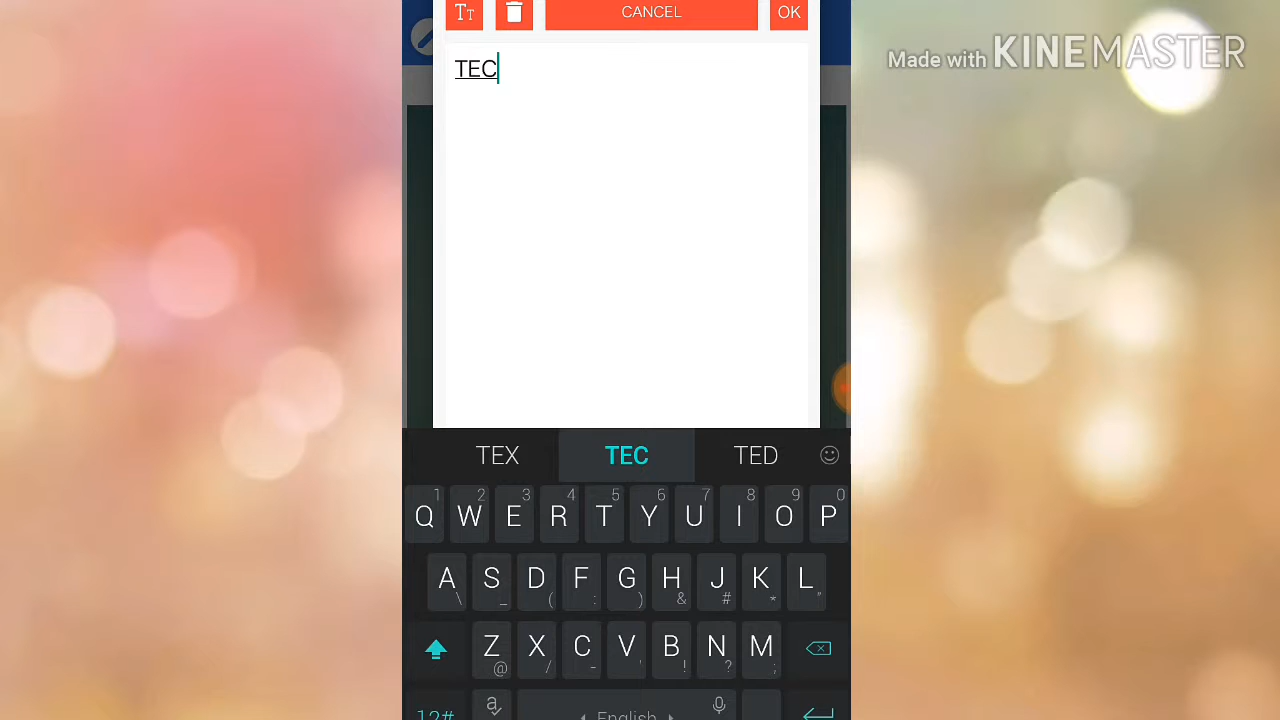 Made with KINEMASTER
Tт CANCEL OK
TEC
TEX TEC TED
1 2 3 4 5 6 7 8 9 0
Q W E R T Y U I O P
A S D F G H J K L
\ _ ( : ) & # * "
Z X C V B N M
@ / - ' ! ? ;
12# a English